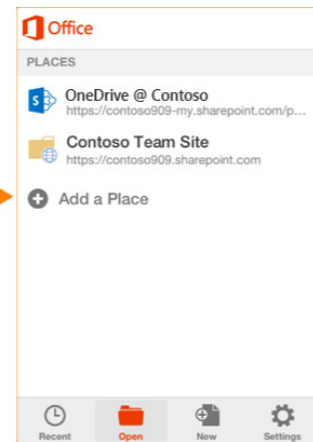 Office
PLACES
OneDrive @ Contoso
https://contoso909-my.sharepoint.com/p...
Contoso Team Site
https://contoso909.sharepoint.com
Add a Place
Recent
Open
New
Settings